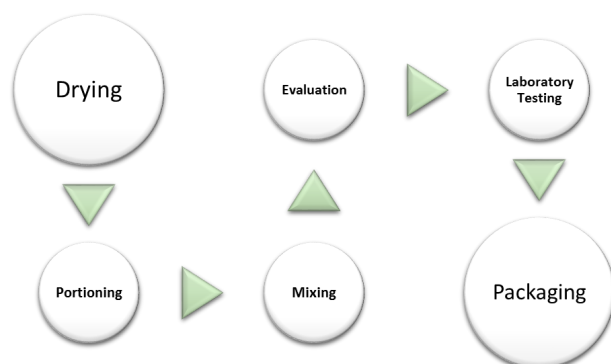 Drying
Portioning
Mixing
Evaluation
Laboratory
Testing
Packaging